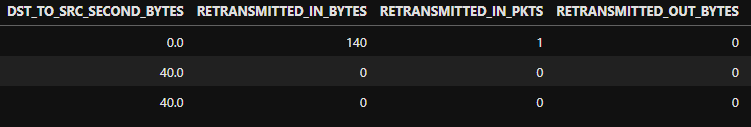 DST_TO_SRC_SECOND_BYTES RETRANSMITTED_IN_BYTES RETRANSMITTED_IN_PKTS RETRANSMITTED_OUT_BYTES
0.0 140 1 0
40.0 0 0 0
40.0 0 0 0